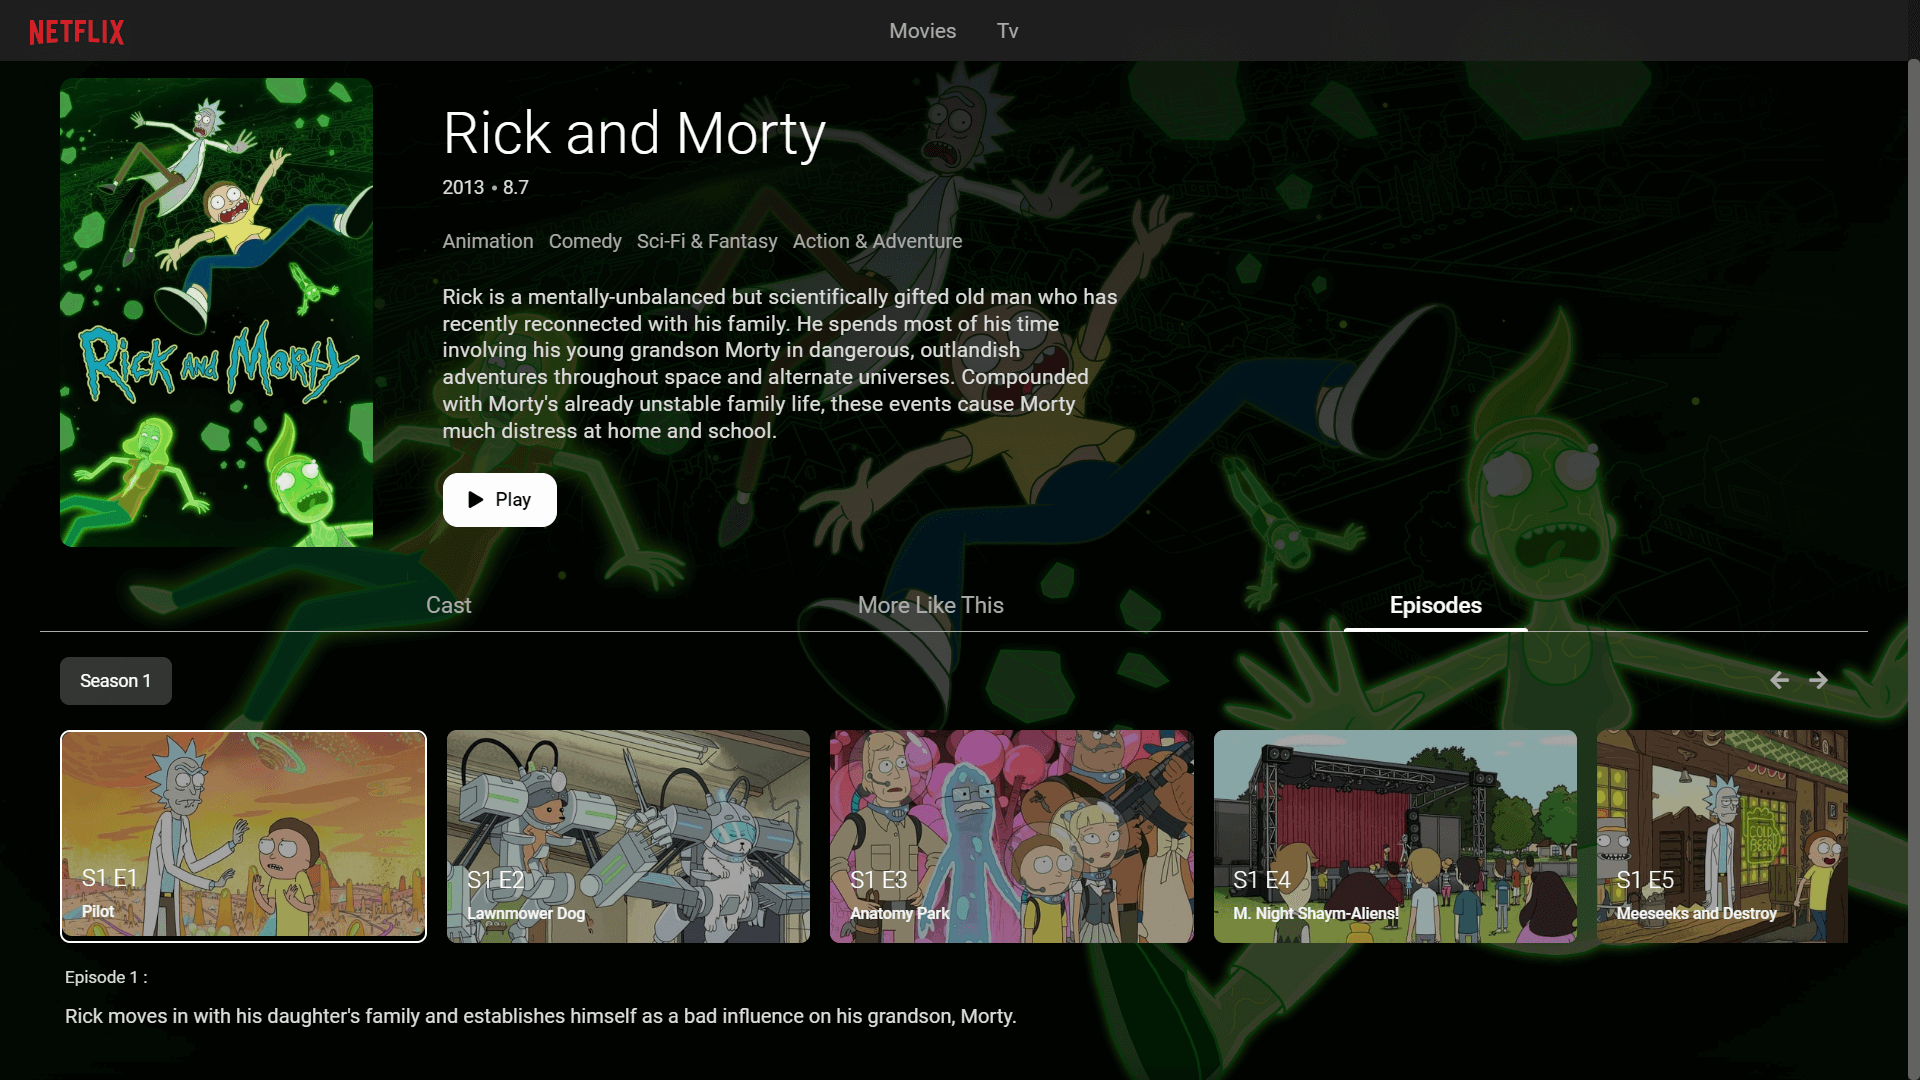 NETFLIX
Movies
Tv
Rick and Morty
Rick and Morty
2013 • 8.7
Animation Comedy Sci-Fi & Fantasy Action & Adventure
Rick is a mentally-unbalanced but scientifically gifted old man who has
recently reconnected with his family. He spends most of his time
involving his young grandson Morty in dangerous, outlandish
adventures throughout space and alternate universes. Compounded
with Morty's already unstable family life, these events cause Morty
much distress at home and school.
Play
Cast
More Like This
Episodes
Season 1
S1 E1
Pilot
S1 E2
Lawnmower Dog
S1 E3
Anatomy Park
S1 E4
M. Night Shaym-Aliens!
COLD
BEER
S1 E5
Meeseeks and Destroy
Episode 1 :
Rick moves in with his daughter's family and establishes himself as a bad influence on his grandson, Morty.